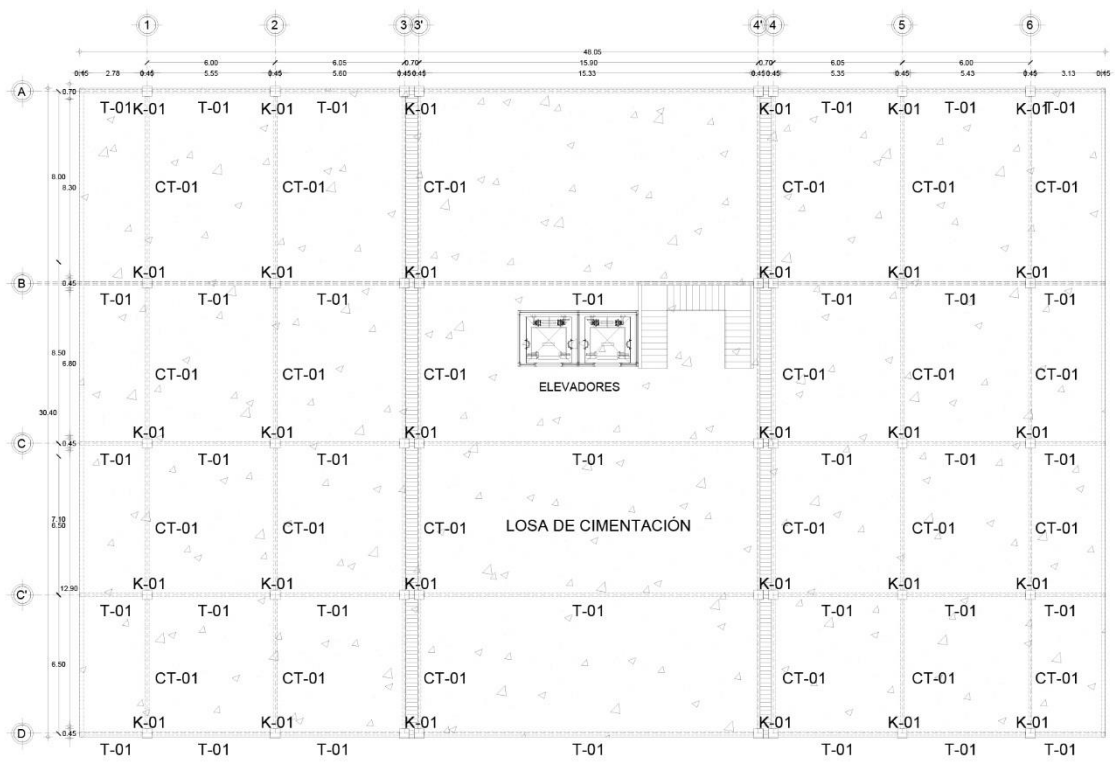 1 2 3 3' 4' 4 5 6
48.05
6.00 6.05 0.70 15.90 0.70 6.05 6.00
0.45 2.78 0.45 5.55 0.45 5.60 0.45 0.45 15.33 0.45 0.45 5.35 0.45 5.43 0.45 3.13 0.45
A 0.70
T-01 K-01 T-01 K-01 T-01 K-01 K-01 T-01 K-01 T-01 K-01 T-01
8.00
8.30
CT-01 CT-01 CT-01 CT-01 CT-01 CT-01
K-01 K-01 K-01 K-01 K-01 K-01
B 0.45
T-01 T-01 T-01 T-01 T-01 T-01 T-01
8.50
6.80
CT-01 CT-01 CT-01 CT-01 CT-01 CT-01
ELEVADORES
30.40
K-01 K-01 K-01 K-01 K-01 K-01
C 0.45
T-01 T-01 T-01 T-01 T-01 T-01 T-01
7.10
6.50
CT-01 CT-01 CT-01 LOSA DE CIMENTACIÓN CT-01 CT-01 CT-01
K-01 K-01 K-01 K-01 K-01 K-01
C' 12.90
T-01 T-01 T-01 T-01 T-01 T-01 T-01
6.50
CT-01 CT-01 CT-01 CT-01 CT-01 CT-01
K-01 K-01 K-01 K-01 K-01 K-01
D 0.45
T-01 T-01 T-01 T-01 T-01 T-01 T-01